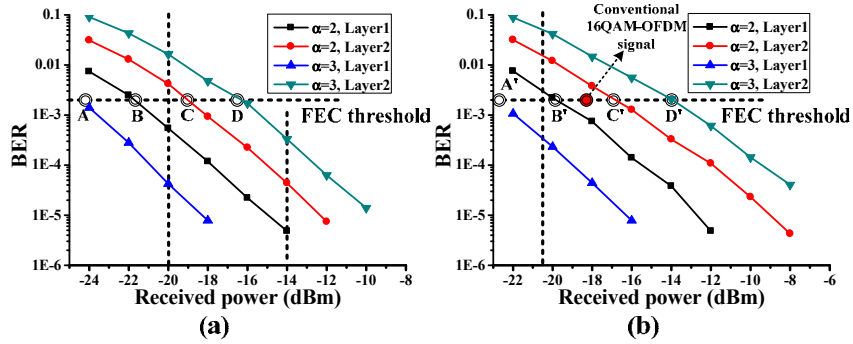 0.1
0.01
1E-3
1E-4
1E-5
1E-6
BER
α=2, Layer1
α=2, Layer2
α=3, Layer1
α=3, Layer2
A
B
C
D
FEC threshold
-24 -22 -20 -18 -16 -14 -12 -10 -8
Received power (dBm)
(a)
0.1
0.01
1E-3
1E-4
1E-5
1E-6
BER
Conventional
16QAM-OFDM
signal
α=2, Layer1
α=2, Layer2
α=3, Layer1
α=3, Layer2
A'
B'
C'
D'
FEC threshold
-22 -20 -18 -16 -14 -12 -10 -8 -6
Received power (dBm)
(b)